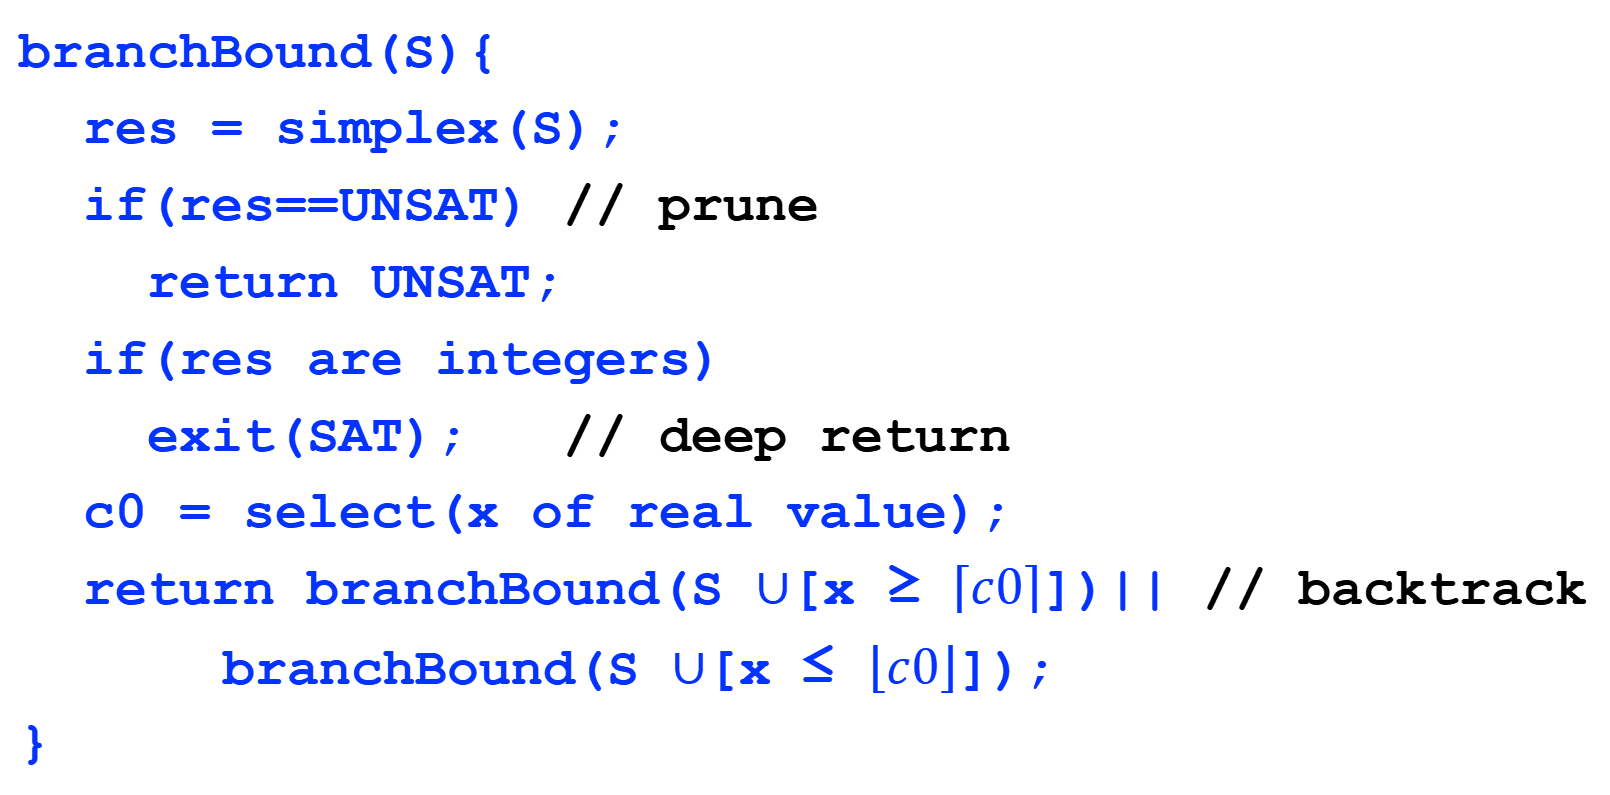 branchBound(S){
res = simplex(S);
if(res==UNSAT) // prune
return UNSAT;
if(res are integers)
exit(SAT); // deep return
c0 = select(x of real value);
return branchBound(S ∪[x ≥ ⌈c0⌉])|| // backtrack
branchBound(S ∪[x ≤ ⌊c0⌋]);
}